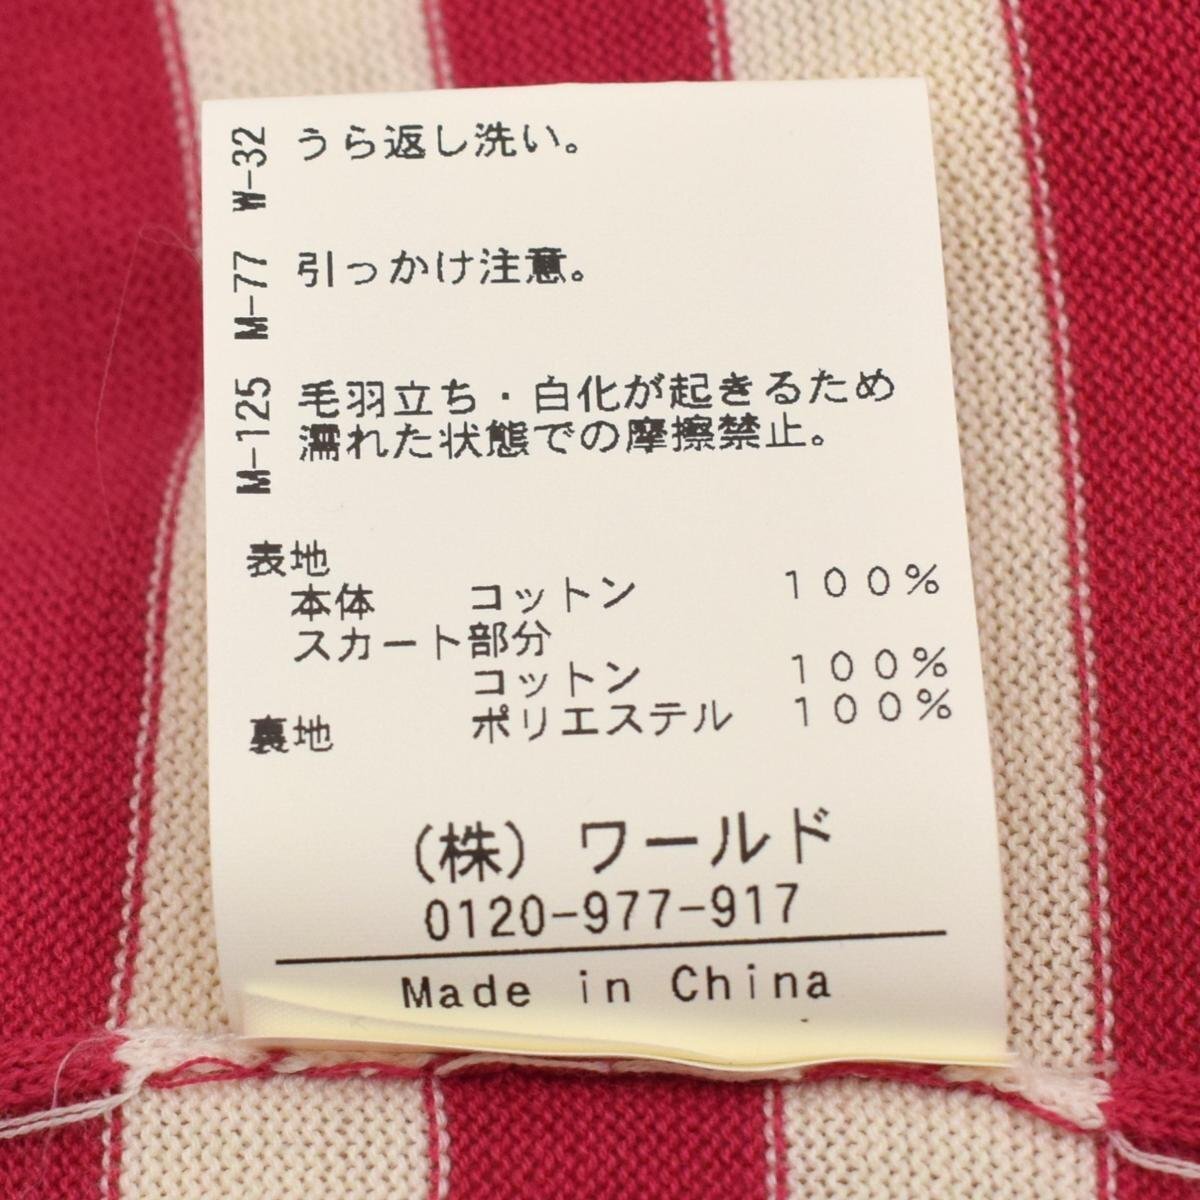 W-32 うら返し洗い。
M-77 引っかけ注意。
M-125 毛羽立ち・白化が起きるため
濡れた状態での摩擦禁止。
表地
本体 コットン 100%
スカート部分
コットン 100%
裏地 ポリエステル 100%
(株) ワールド
0120-977-917
Made in China